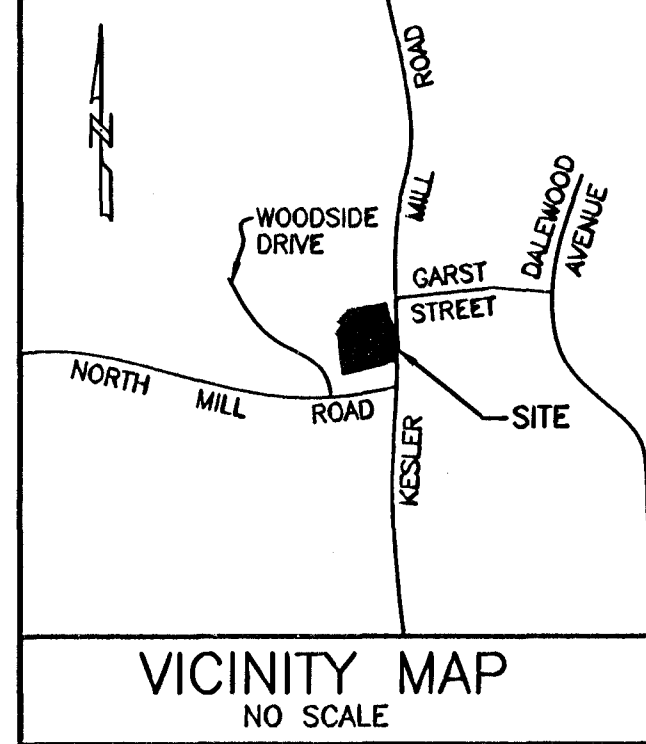 N
ROAD
MILL
KESLER
WOODSIDE
DRIVE
DALEWOOD
AVENUE
GARST
STREET
NORTH MILL ROAD
SITE
VICINITY MAP
NO SCALE